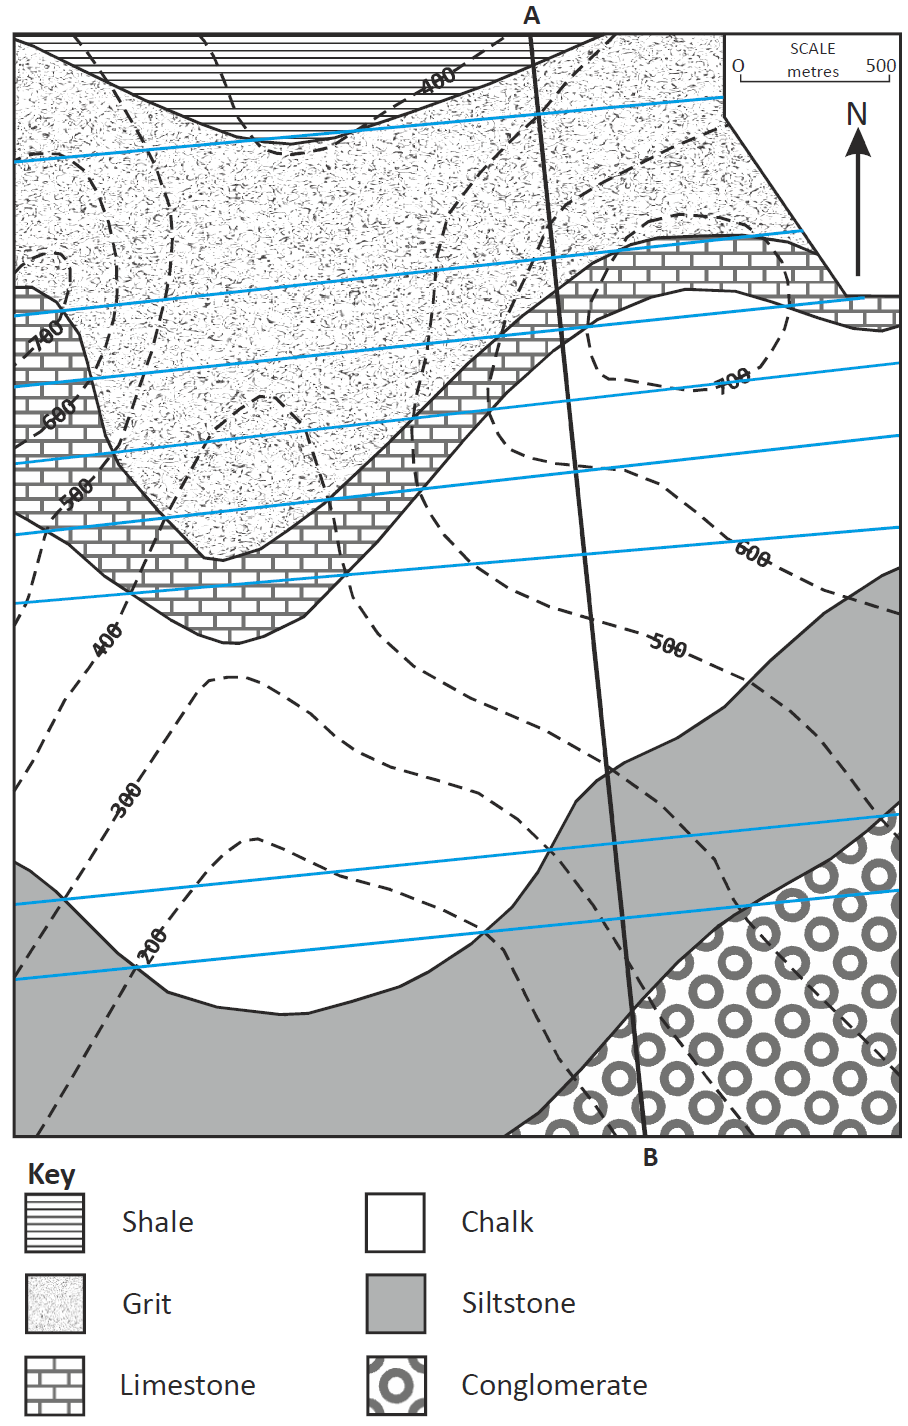 A
SCALE
0 500
metres
N
400
700
600
500
400
300
200
700
600
500
B
Key
Shale
Chalk
Grit
Siltstone
Limestone
Conglomerate